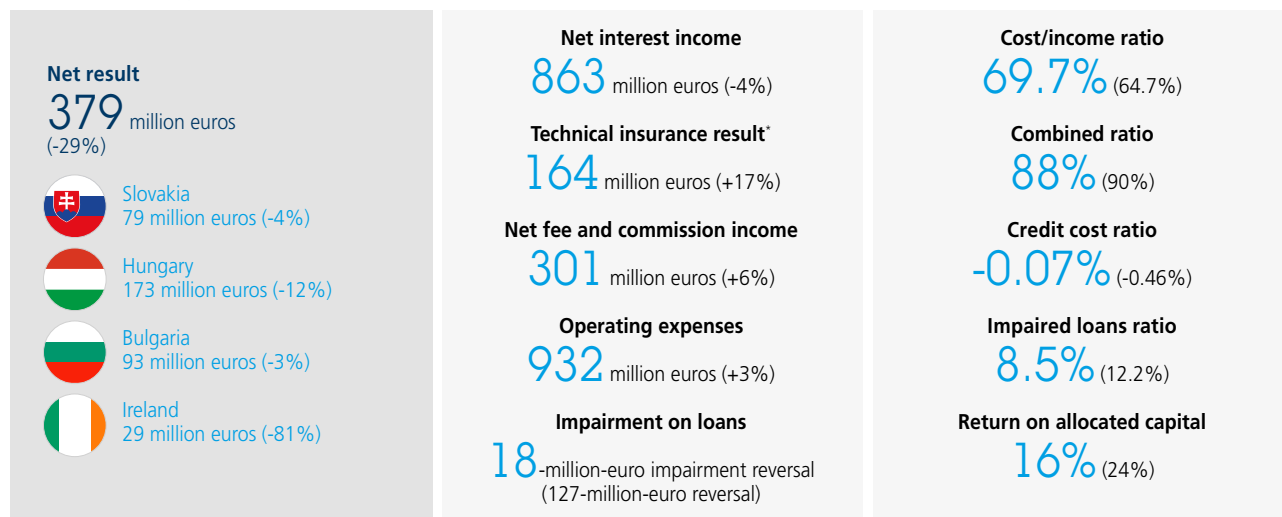 Net result
379 million euros
(-29%)
Slovakia
79 million euros (-4%)
Hungary
173 million euros (-12%)
Bulgaria
93 million euros (-3%)
Ireland
29 million euros (-81%)
Net interest income
863 million euros (-4%)
Technical insurance result*
164 million euros (+17%)
Net fee and commission income
301 million euros (+6%)
Operating expenses
932 million euros (+3%)
Impairment on loans
18-million-euro impairment reversal
(127-million-euro reversal)
Cost/income ratio
69.7% (64.7%)
Combined ratio
88% (90%)
Credit cost ratio
-0.07% (-0.46%)
Impaired loans ratio
8.5% (12.2%)
Return on allocated capital
16% (24%)